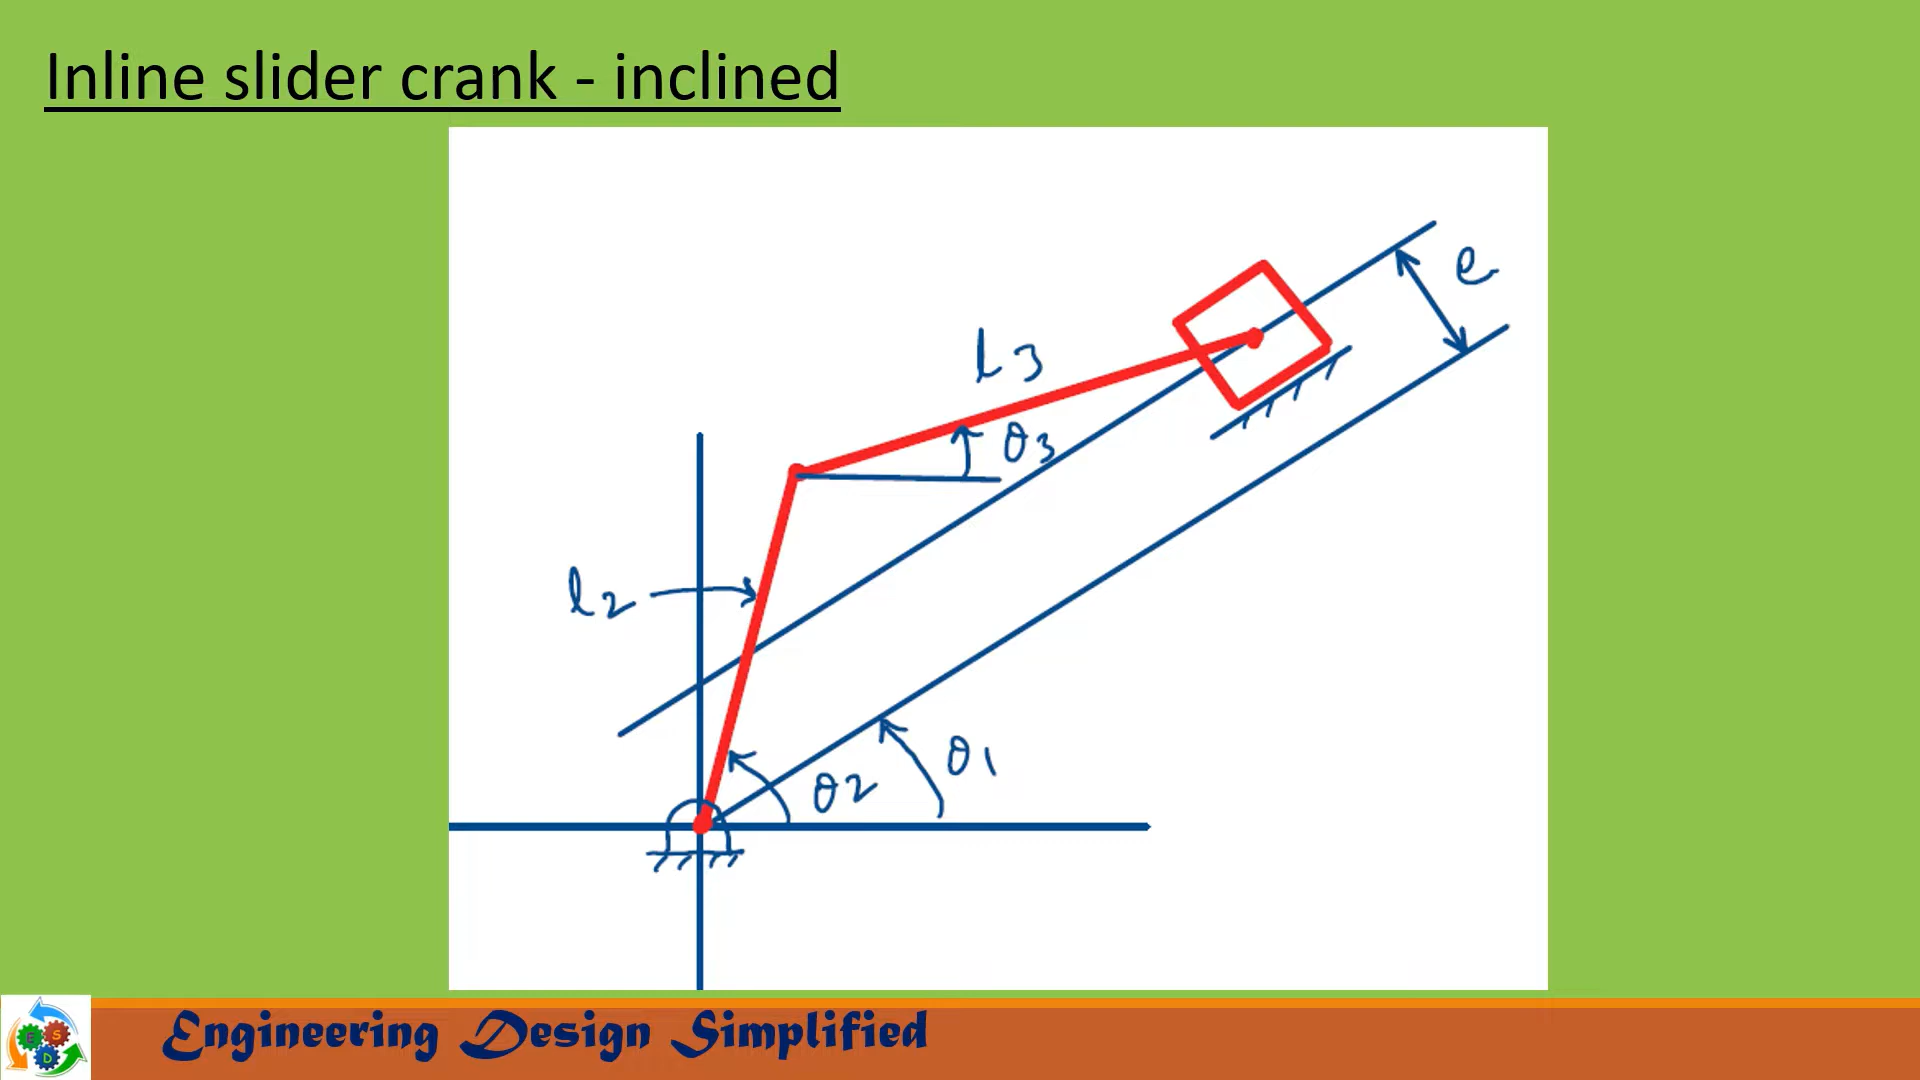 Inline slider crank - inclined
e
l3
θ3
l2
θ1
θ2
E S
D
Engineering Design Simplified